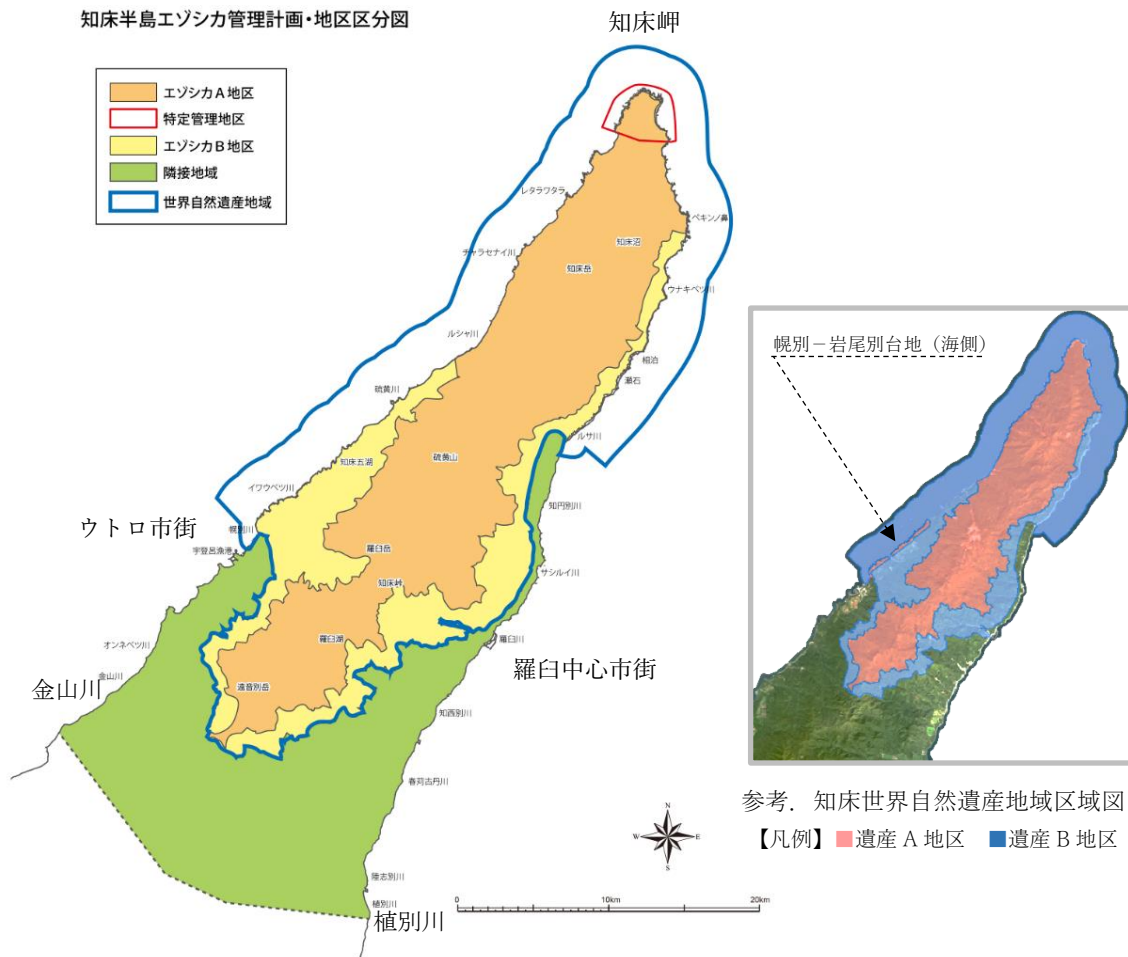 知床半島エゾシカ管理計画・地区区分図
知床岬
エゾシカA地区
特定管理地区
エゾシカB地区
隣接地域
世界自然遺産地域
レタラワタラ
ペキンノ鼻
知床沼
チャラセナイ川
知床岳
ウナキベツ川
ルシャ川
相泊
瀬石
硫黄川
ルサ川
硫黄山
知床五湖
イワウベツ川
知円別川
ウトロ市街
幌別川
宇登呂漁港
羅臼岳
サシルイ川
知床峠
羅臼湖
羅臼川
オンネベツ川
羅臼中心市街
金山川
金山川
遠音別岳
知西別川
春苅古丹川
陸志別川
植別川
植別川
N
W
E
S
0
10km
20km
幌別-岩尾別台地(海側)
参考. 知床世界自然遺産地域区域図
【凡例】 ■遺産 A 地区 ■遺産 B 地区